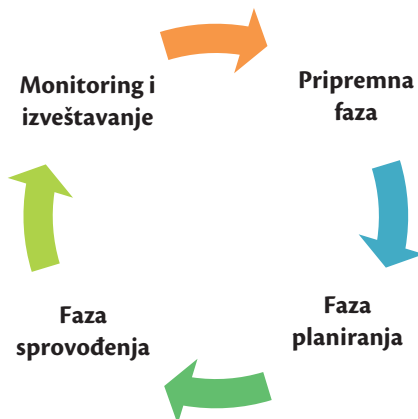 Monitoring i
izveštavanje
Pripremna
faza
Faza
planiranja
Faza
sprovođenja